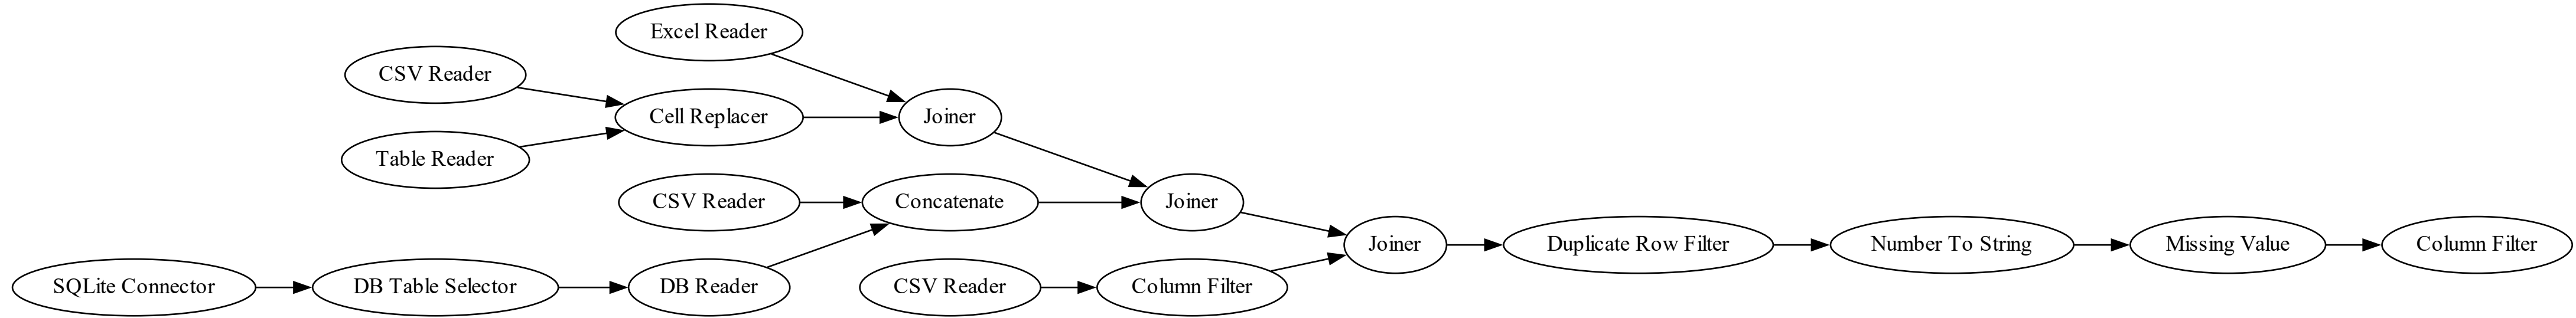 Excel Reader
CSV Reader
Cell Replacer
Joiner
Table Reader
CSV Reader
Concatenate
Joiner
Joiner
Duplicate Row Filter
Number To String
Missing Value
Column Filter
SQLite Connector
DB Table Selector
DB Reader
CSV Reader
Column Filter